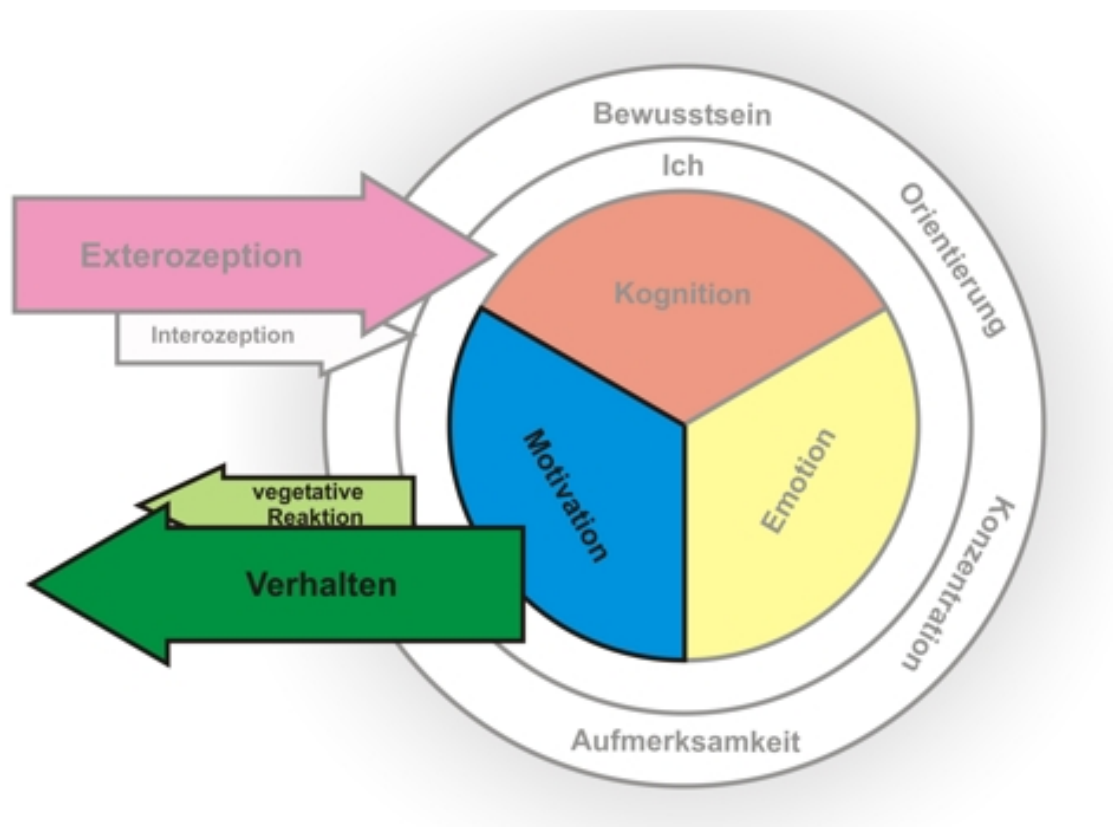 Bewusstsein
Ich
Orientierung
Exterozeption
Kognition
Interozeption
Motivation
Emotion
vegetative
Reaktion
Verhalten
Konzentration
Aufmerksamkeit